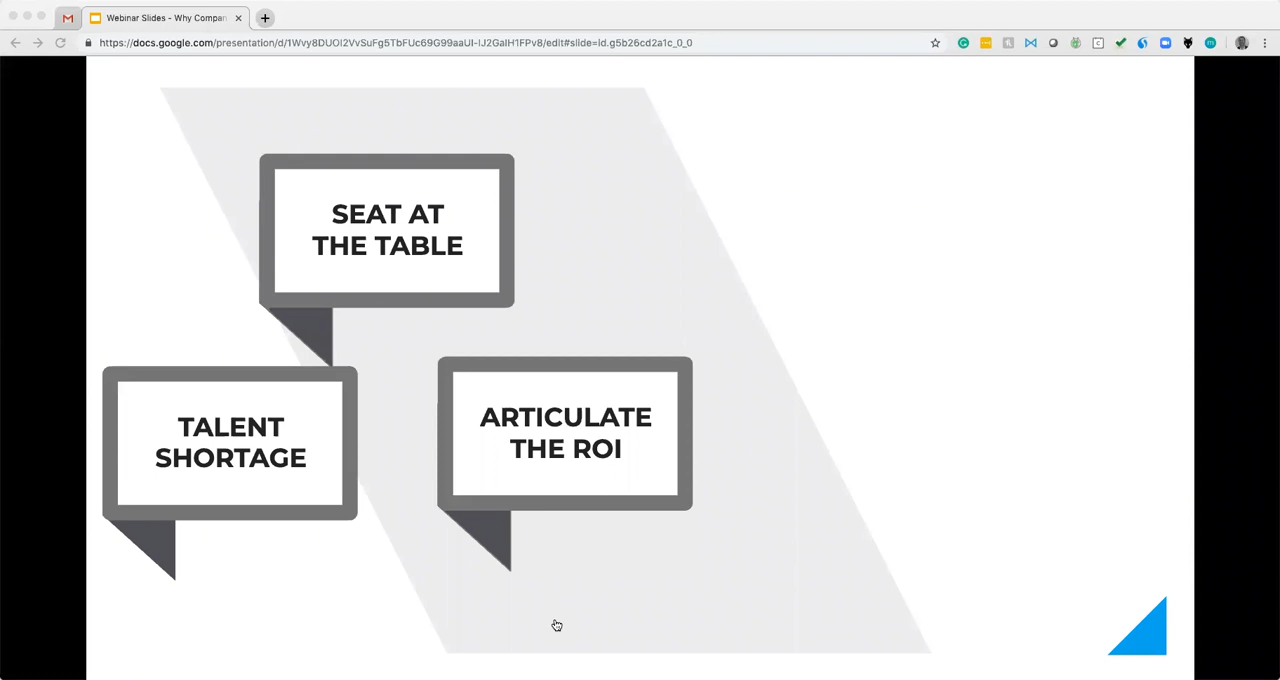 Webinar Slides - Why Compan
https://docs.google.com/presentation/d/1Wvy8DUOI2VvSuFg5TbFUc69G99aaUI-IJ2GaIH1FPv8/edit#slide=id.g5b26cd2a1c_0_0
SEAT AT
THE TABLE
TALENT
SHORTAGE
ARTICULATE
THE ROI